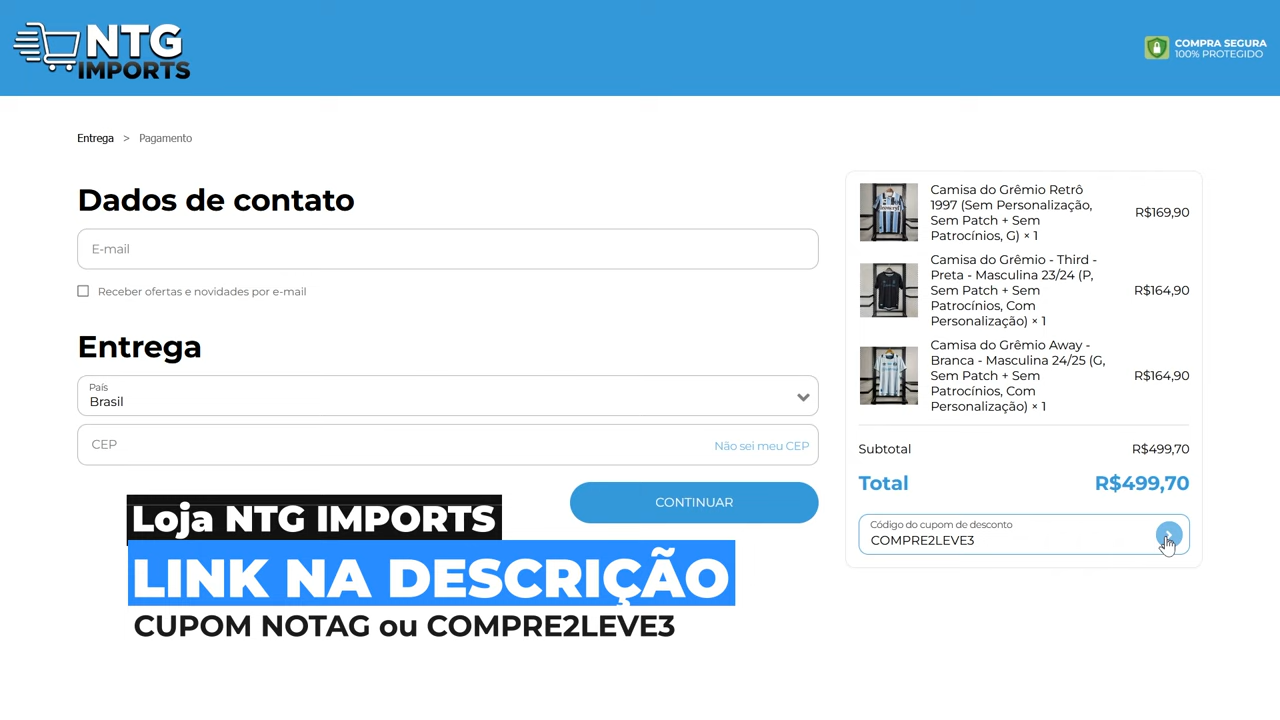 NTG
IMPORTS
COMPRA SEGURA
100% PROTEGIDO
Entrega > Pagamento
Dados de contato
E-mail
Receber ofertas e novidades por e-mail
Entrega
País
Brasil
CEP
Não sei meu CEP
CONTINUAR
Camisa do Grêmio Retrô
1997 (Sem Personalização,
Sem Patch + Sem
Patrocínios, G) × 1
R$169,90
Camisa do Grêmio - Third -
Preta - Masculina 23/24 (P,
Sem Patch + Sem
Patrocínios, Com
Personalização) × 1
R$164,90
Camisa do Grêmio Away -
Branca - Masculina 24/25 (G,
Sem Patch + Sem
Patrocínios, Com
Personalização) × 1
R$164,90
Subtotal R$499,70
Total R$499,70
Código do cupom de desconto
COMPRE2LEVE3
Loja NTG IMPORTS
LINK NA DESCRIÇÃO
CUPOM NOTAG ou COMPRE2LEVE3